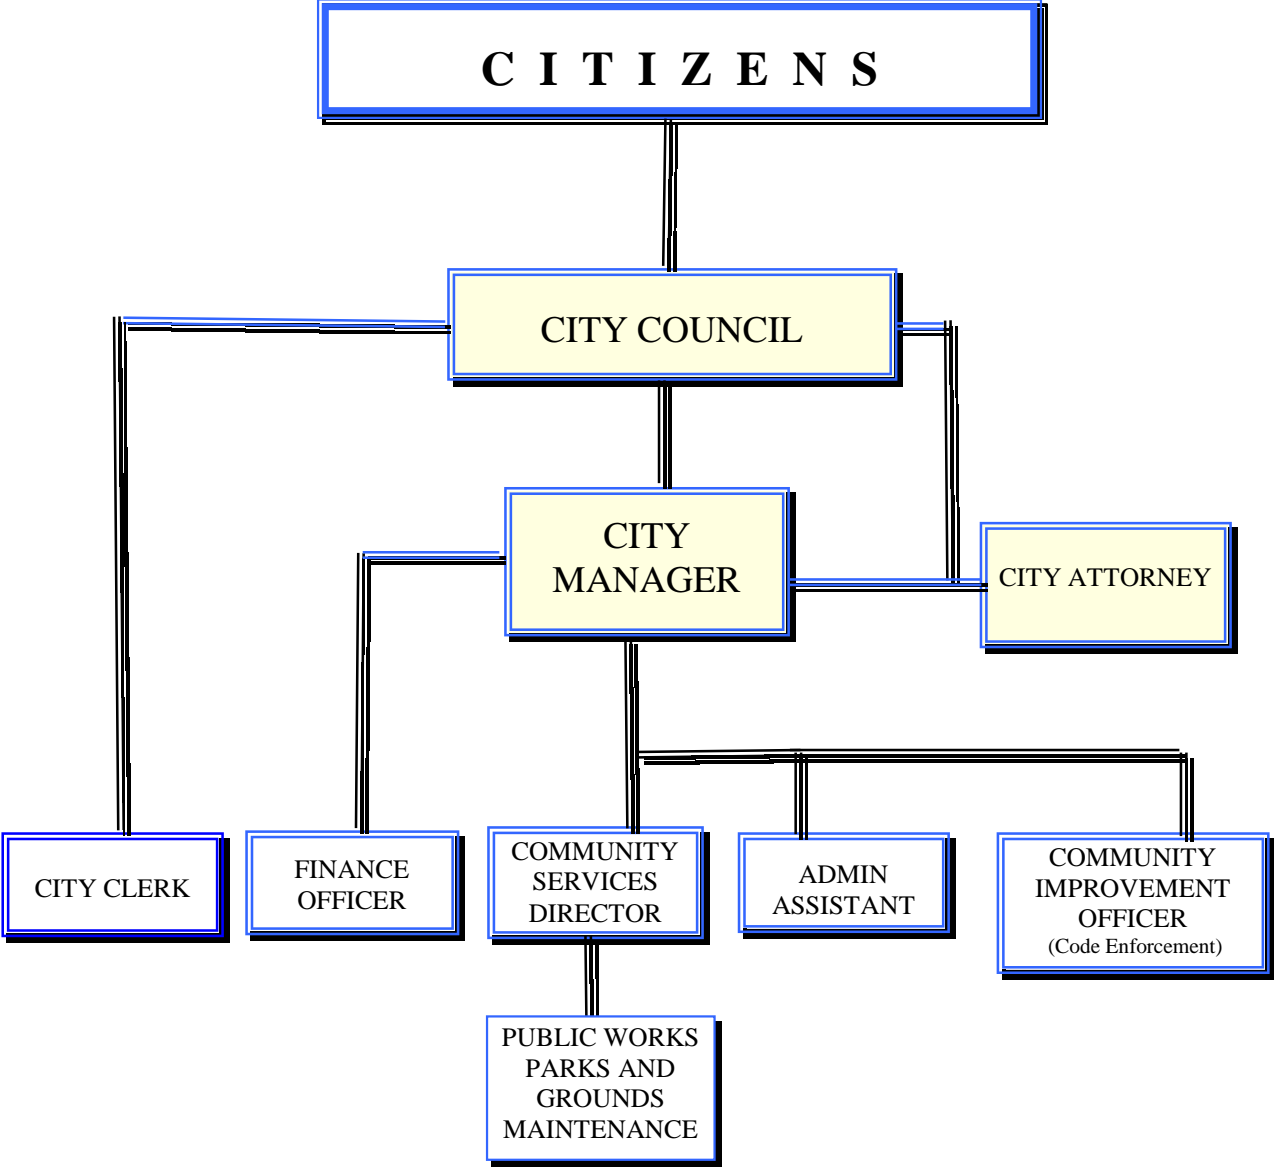 C I T I Z E N S
CITY COUNCIL
CITY
MANAGER
CITY ATTORNEY
CITY CLERK
FINANCE
OFFICER
COMMUNITY
SERVICES
DIRECTOR
ADMIN
ASSISTANT
COMMUNITY
IMPROVEMENT
OFFICER
(Code Enforcement)
PUBLIC WORKS
PARKS AND
GROUNDS
MAINTENANCE